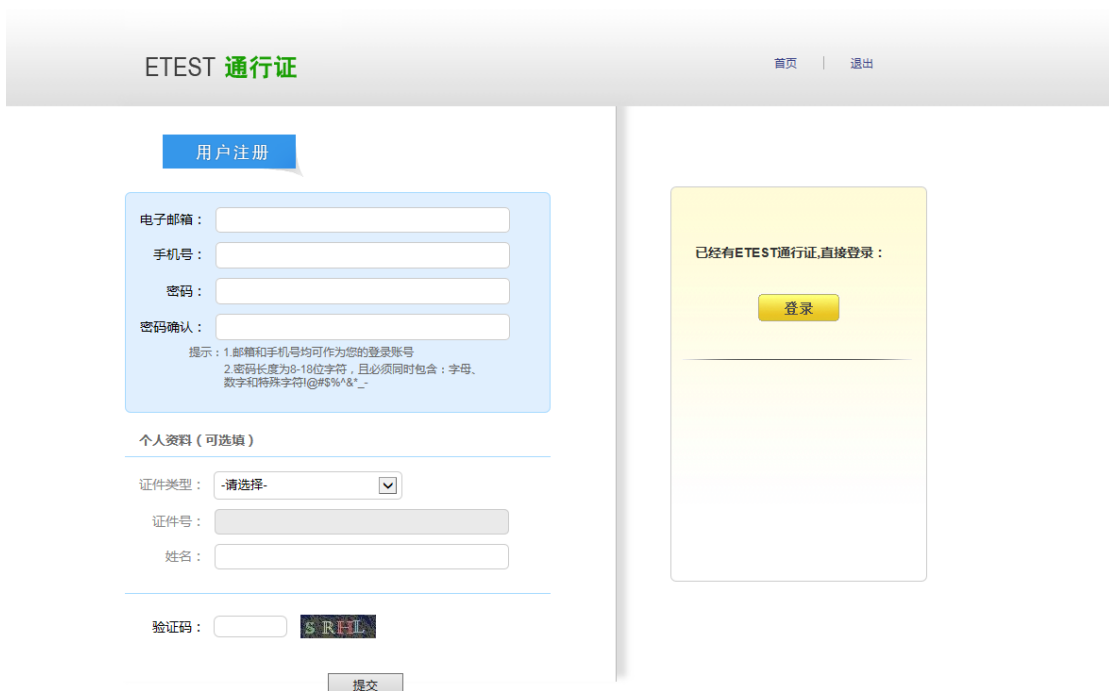 ETEST 通行证
首页 | 退出
用户注册
电子邮箱：
手机号：
密码：
密码确认：
提示：1.邮箱和手机号均可作为您的登录账号
2.密码长度为8-18位字符，且必须同时包含：字母、
数字和特殊字符!@#$%^&*_-
个人资料（可选填）
证件类型： -请选择-
证件号：
姓名：
验证码： SRHL
提交
已经有ETEST通行证,直接登录：
登录